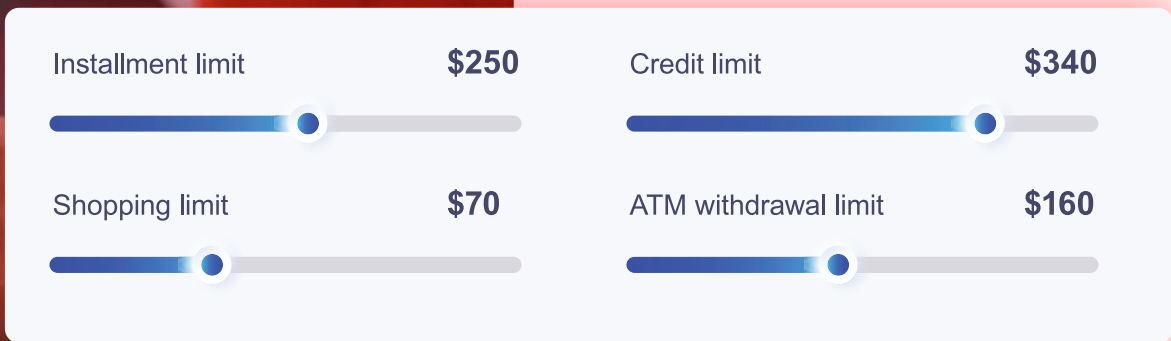 Installment limit $250
Credit limit $340
Shopping limit $70
ATM withdrawal limit $160